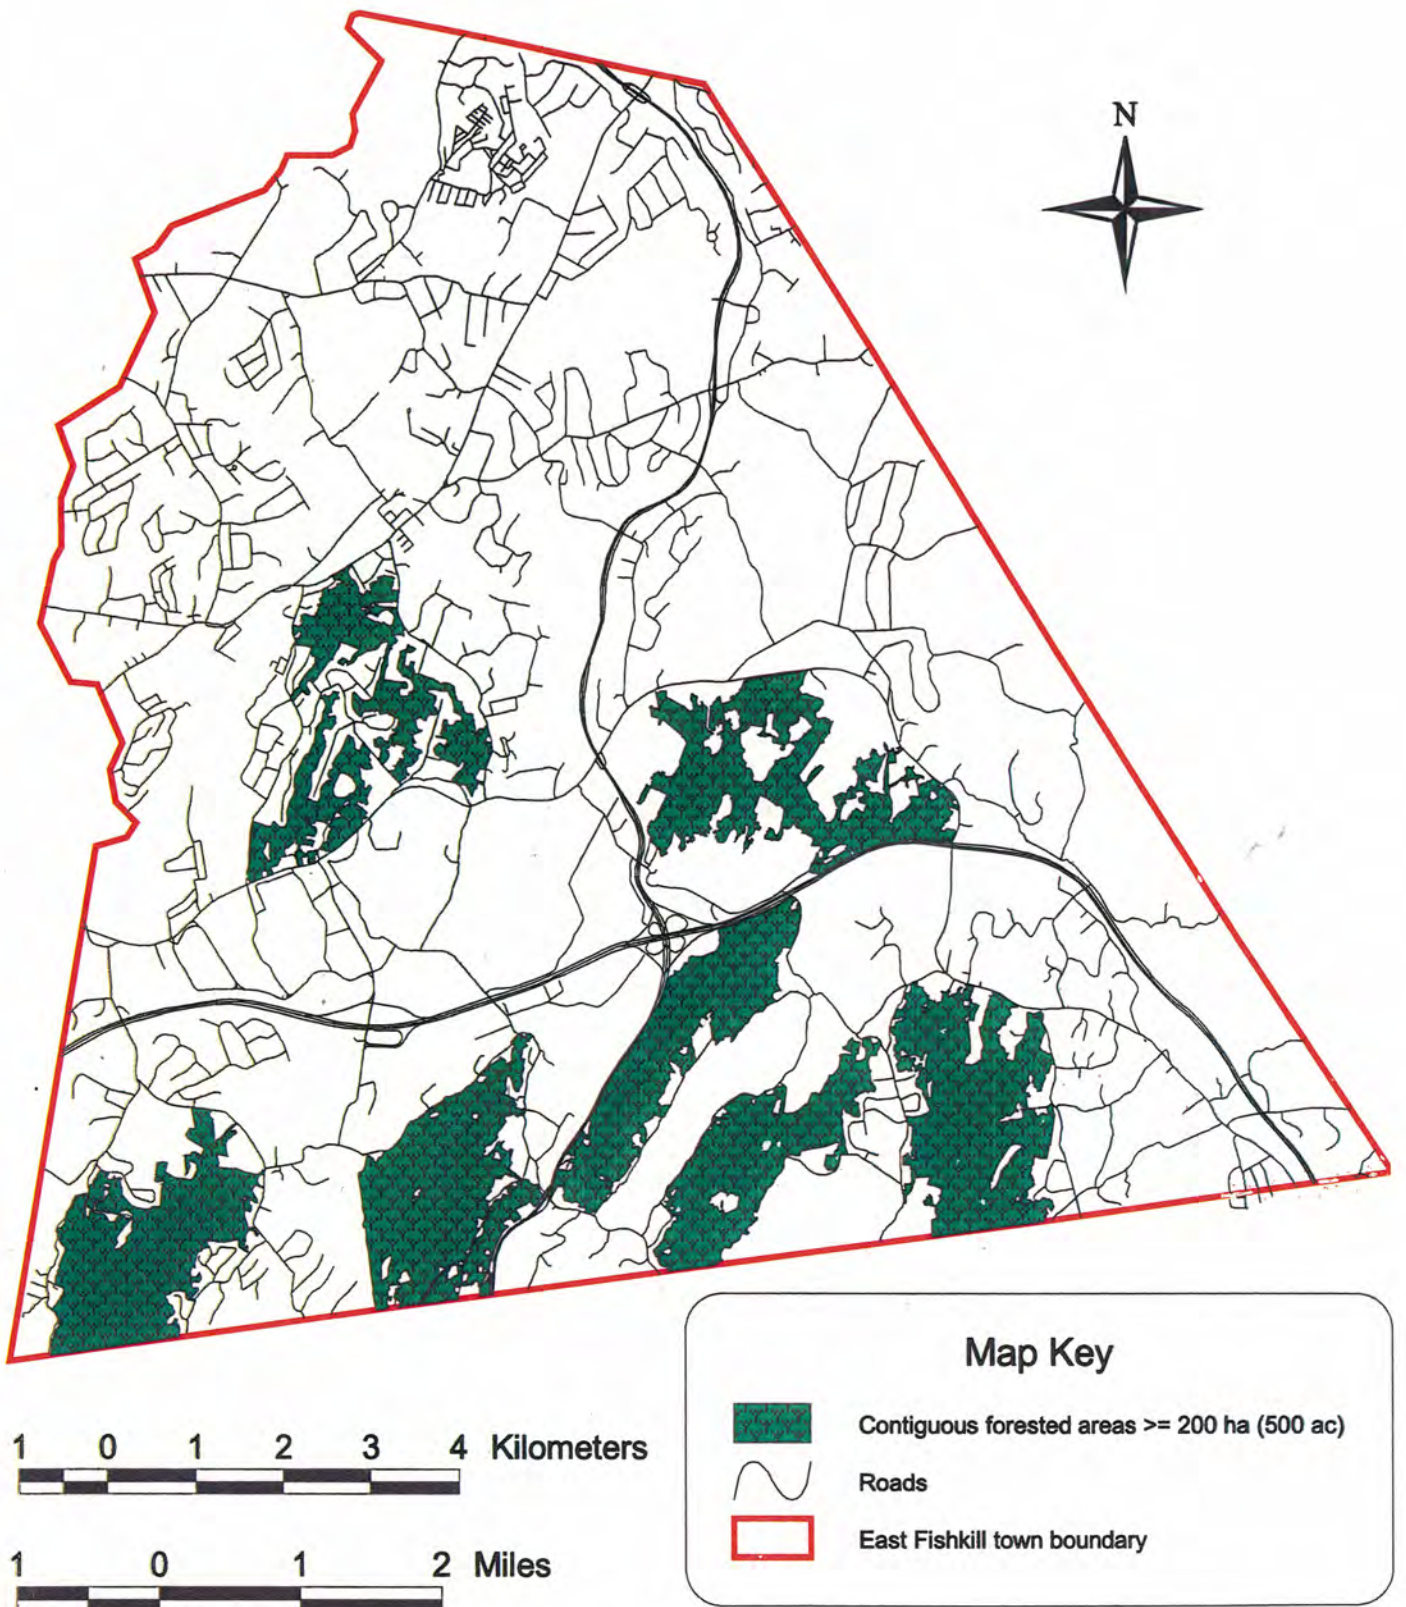 N
Map Key
Contiguous forested areas >= 200 ha (500 ac)
Roads
East Fishkill town boundary
1 0 1 2 3 4 Kilometers
1 0 1 2 Miles